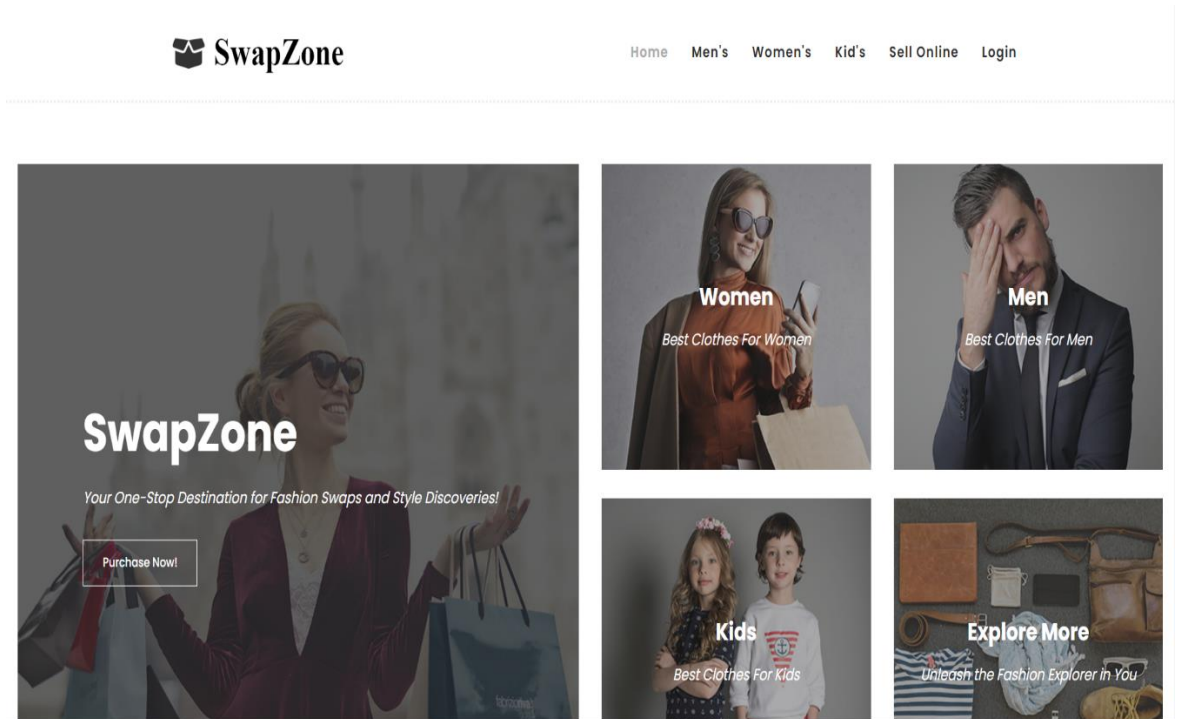 SwapZone
Home Men's Women's Kid's Sell Online Login
SwapZone
Your One-Stop Destination for Fashion Swaps and Style Discoveries!
Purchase Now!
Women
Best Clothes For Women
Men
Best Clothes For Men
Kids
Best Clothes For Kids
Explore More
Unleash the Fashion Explorer in You